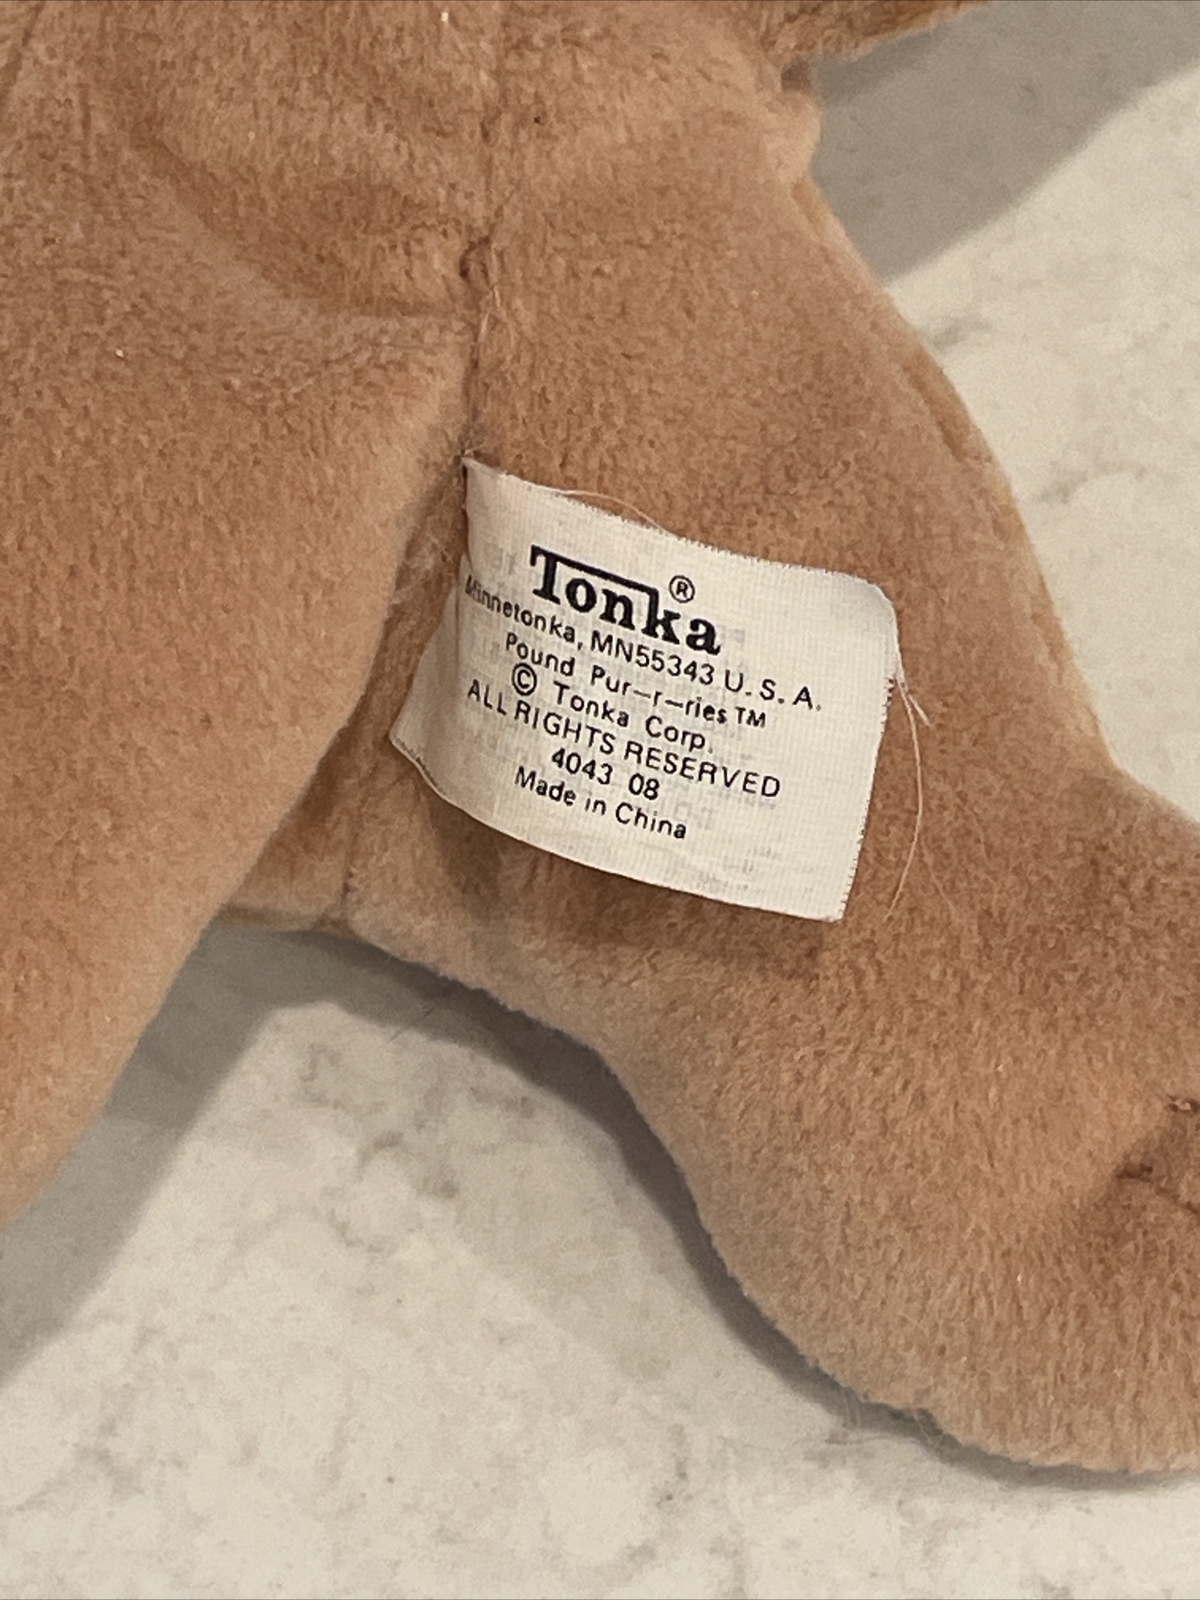 Tonka®
Minnetonka, MN55343 U.S.A.
Pound Pur-r-ries™
© Tonka Corp.
ALL RIGHTS RESERVED
4043 08
Made in China